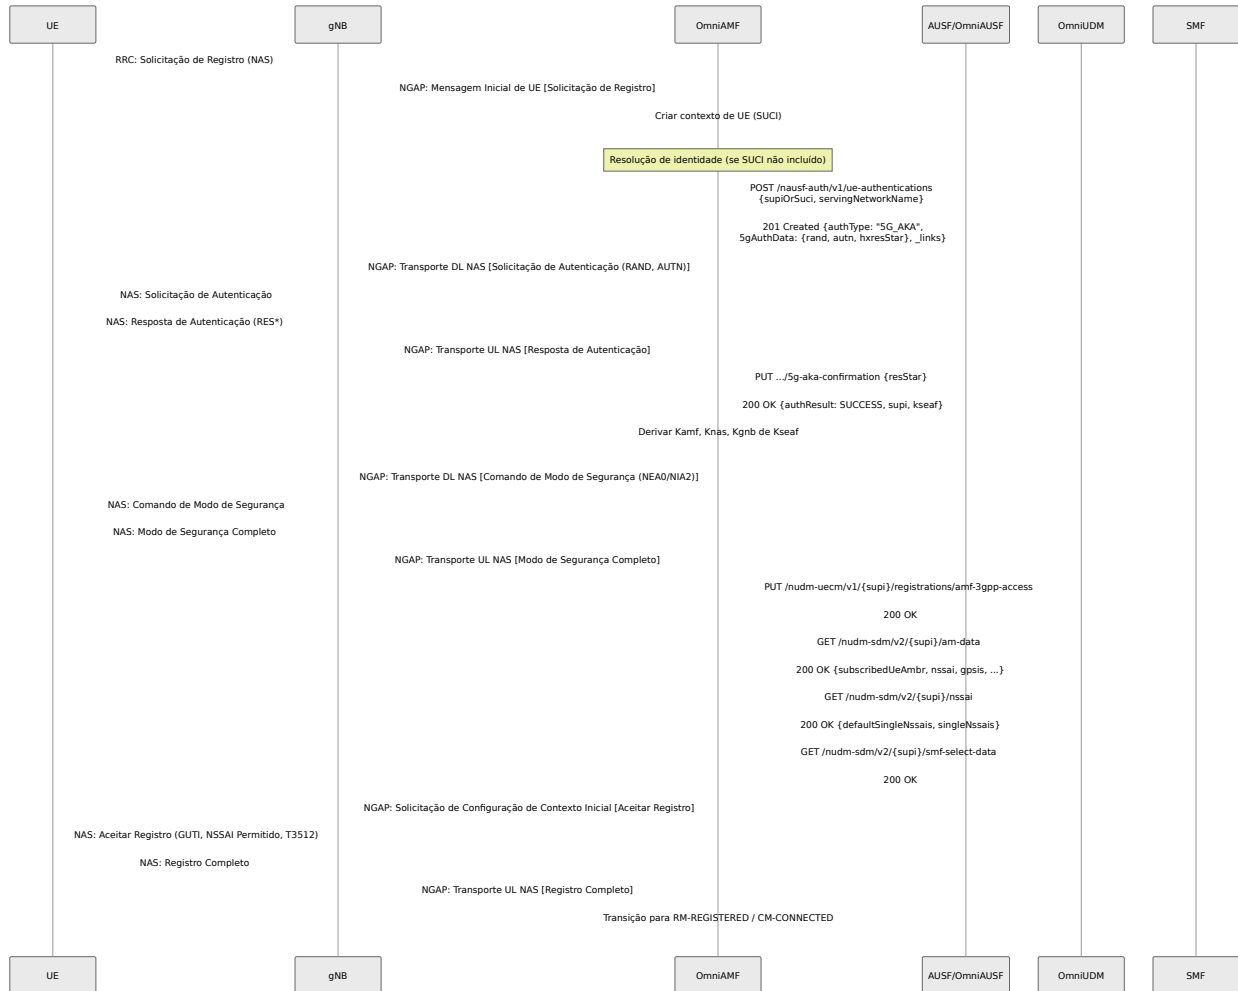 UE
gNB
OmniAMF
AUSF/OmniAUSF
OmniUDM
SMF
RRC: Solicitação de Registro (NAS)
NGAP: Mensagem Inicial de UE [Solicitação de Registro]
Criar contexto de UE (SUCI)
Resolução de identidade (se SUCI não incluído)
POST /nausf-auth/v1/ue-authentications
{supiOrSuci, servingNetworkName}
201 Created {authType: "5G_AKA",
5gAuthData: {rand, autn, hxresStar}, _links}
NGAP: Transporte DL NAS [Solicitação de Autenticação (RAND, AUTN)]
NAS: Solicitação de Autenticação
NAS: Resposta de Autenticação (RES*)
NGAP: Transporte UL NAS [Resposta de Autenticação]
PUT .../5g-aka-confirmation {resStar}
200 OK {authResult: SUCCESS, supi, kseaf}
Derivar Kamf, Knas, Kgnb de Kseaf
NGAP: Transporte DL NAS [Comando de Modo de Segurança (NEA0/NIA2)]
NAS: Comando de Modo de Segurança
NAS: Modo de Segurança Completo
NGAP: Transporte UL NAS [Modo de Segurança Completo]
PUT /nudm-uecm/v1/{supi}/registrations/amf-3gpp-access
200 OK
GET /nudm-sdm/v2/{supi}/am-data
200 OK {subscribedUeAmbr, nssai, gpsis, ...}
GET /nudm-sdm/v2/{supi}/nssai
200 OK {defaultSingleNssais, singleNssais}
GET /nudm-sdm/v2/{supi}/smf-select-data
200 OK
NGAP: Solicitação de Configuração de Contexto Inicial [Aceitar Registro]
NAS: Aceitar Registro (GUTI, NSSAI Permitido, T3512)
NAS: Registro Completo
NGAP: Transporte UL NAS [Registro Completo]
Transição para RM-REGISTERED / CM-CONNECTED
UE
gNB
OmniAMF
AUSF/OmniAUSF
OmniUDM
SMF